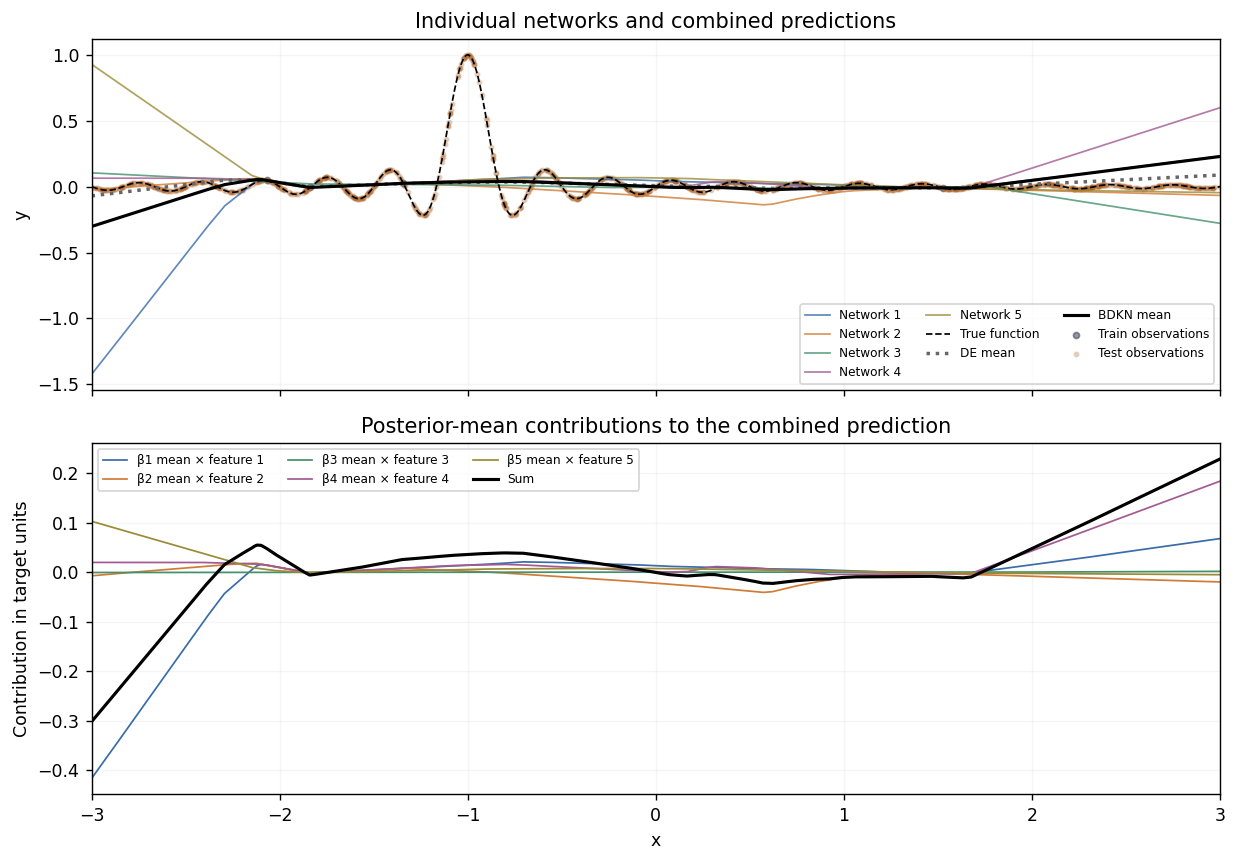 Individual networks and combined predictions
1.0
0.5
0.0
−0.5
−1.0
−1.5
y
Network 1
Network 2
Network 3
Network 4
Network 5
True function
DE mean
BDKN mean
Train observations
Test observations
Posterior-mean contributions to the combined prediction
β1 mean × feature 1
β2 mean × feature 2
β3 mean × feature 3
β4 mean × feature 4
β5 mean × feature 5
Sum
0.2
0.1
0.0
−0.1
−0.2
−0.3
−0.4
Contribution in target units
−3 −2 −1 0 1 2 3
x